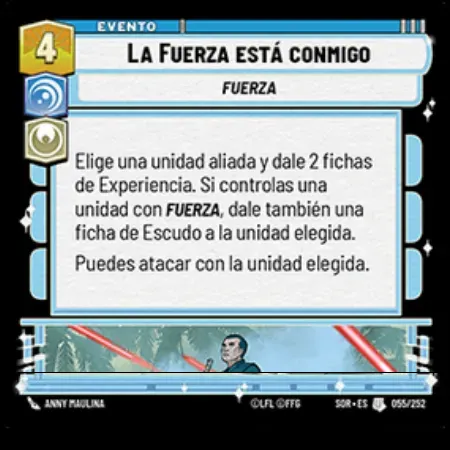 EVENTO
4
LA FUERZA ESTÁ CONMIGO
FUERZA
Elige una unidad aliada y dale 2 fichas
de Experiencia. Si controlas una
unidad con FUERZA, dale también una
ficha de Escudo a la unidad elegida.
Puedes atacar con la unidad elegida.
ANNY MAULINA
©LFL ©FFG
SOR • ES
055/252